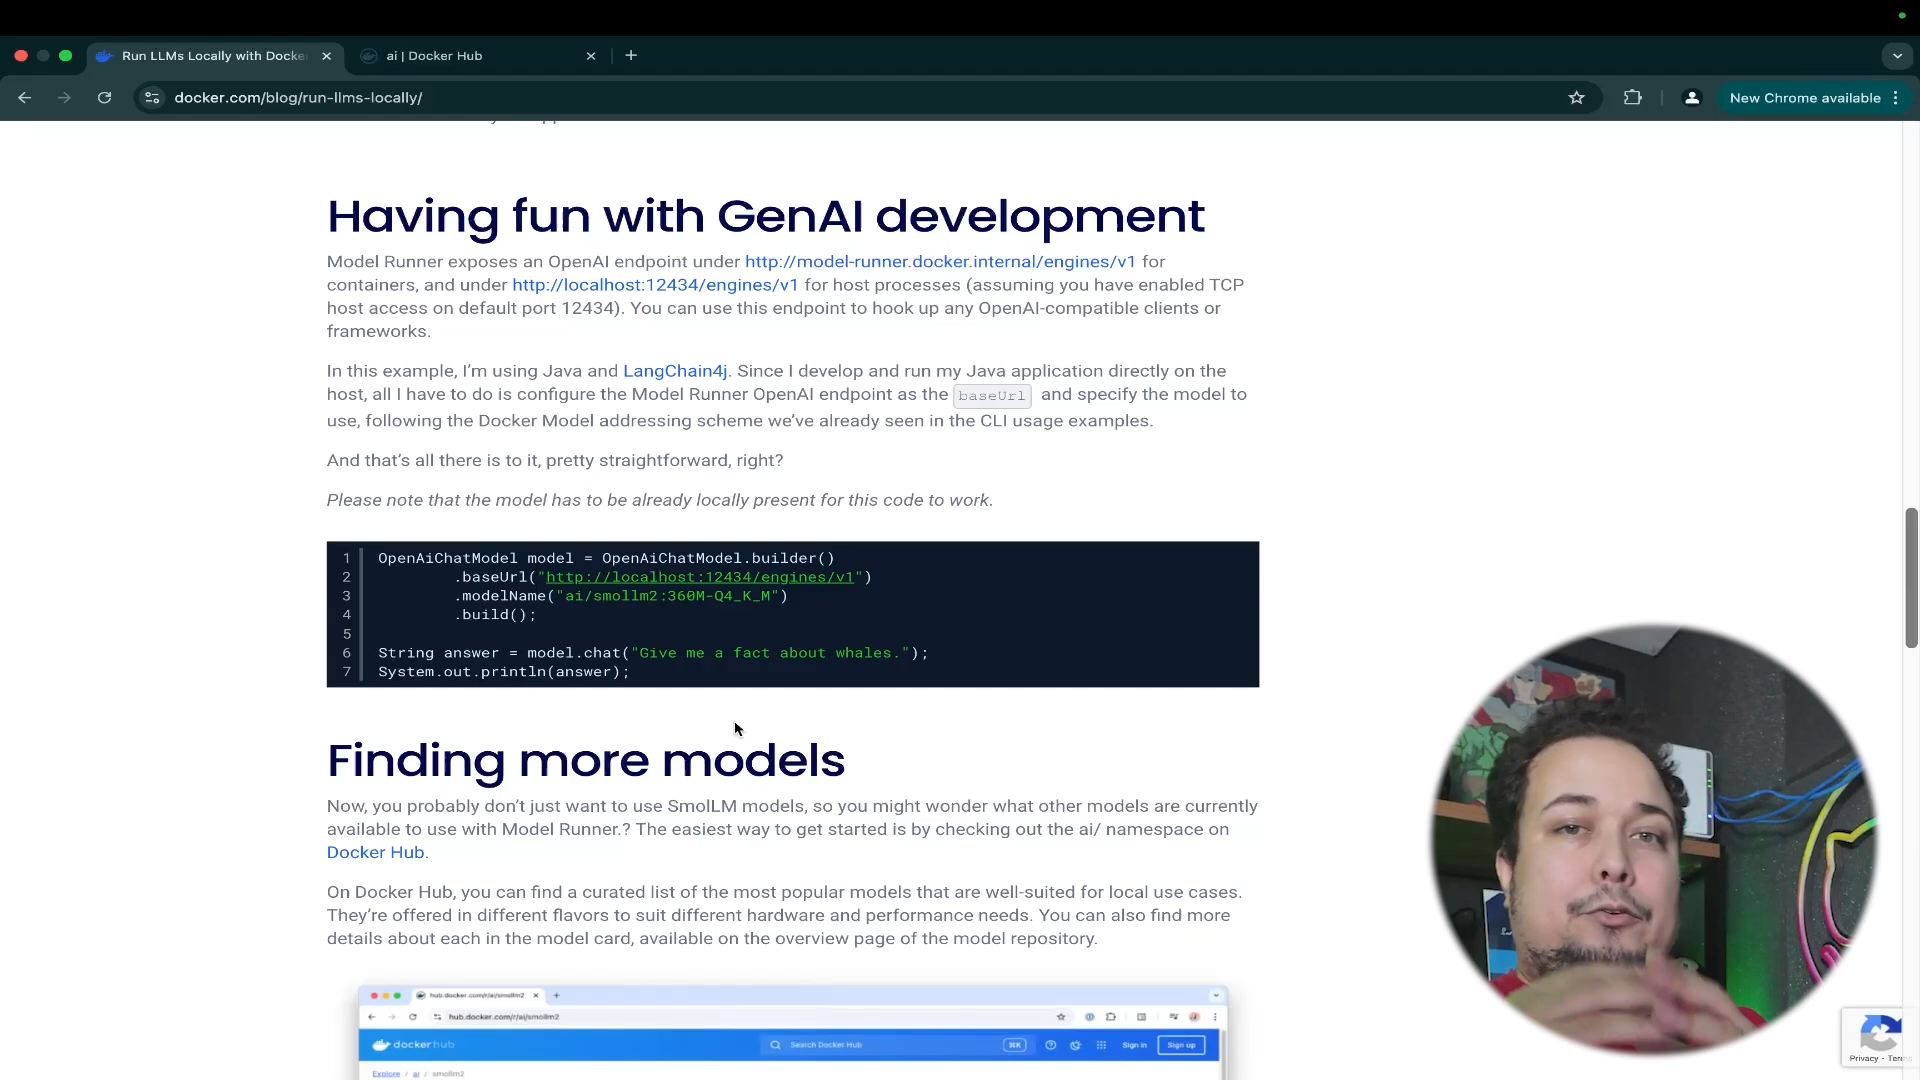 Run LLMs Locally with Docke
ai | Docker Hub
docker.com/blog/run-llms-locally/
New Chrome available
Having fun with GenAI development
Model Runner exposes an OpenAI endpoint under http://model-runner.docker.internal/engines/v1 for
containers, and under http://localhost:12434/engines/v1 for host processes (assuming you have enabled TCP
host access on default port 12434). You can use this endpoint to hook up any OpenAI-compatible clients or
frameworks.
In this example, I’m using Java and LangChain4j. Since I develop and run my Java application directly on the
host, all I have to do is configure the Model Runner OpenAI endpoint as the baseUrl and specify the model to
use, following the Docker Model addressing scheme we’ve already seen in the CLI usage examples.
And that’s all there is to it, pretty straightforward, right?
Please note that the model has to be already locally present for this code to work.
1 OpenAiChatModel model = OpenAiChatModel.builder()
2 .baseUrl("http://localhost:12434/engines/v1")
3 .modelName("ai/smollm2:360M-Q4_K_M")
4 .build();
5
6 String answer = model.chat("Give me a fact about whales.");
7 System.out.println(answer);
Finding more models
Now, you probably don’t just want to use SmolLM models, so you might wonder what other models are currently
available to use with Model Runner.? The easiest way to get started is by checking out the ai/ namespace on
Docker Hub.
On Docker Hub, you can find a curated list of the most popular models that are well-suited for local use cases.
They’re offered in different flavors to suit different hardware and performance needs. You can also find more
details about each in the model card, available on the overview page of the model repository.
hub.docker.com/r/ai/smollm2
hub.docker.com/r/ai/smollm2
dockerhub Search Docker Hub ⌘K Sign in Sign up
Explore / ai / smollm2
Privacy - Terms